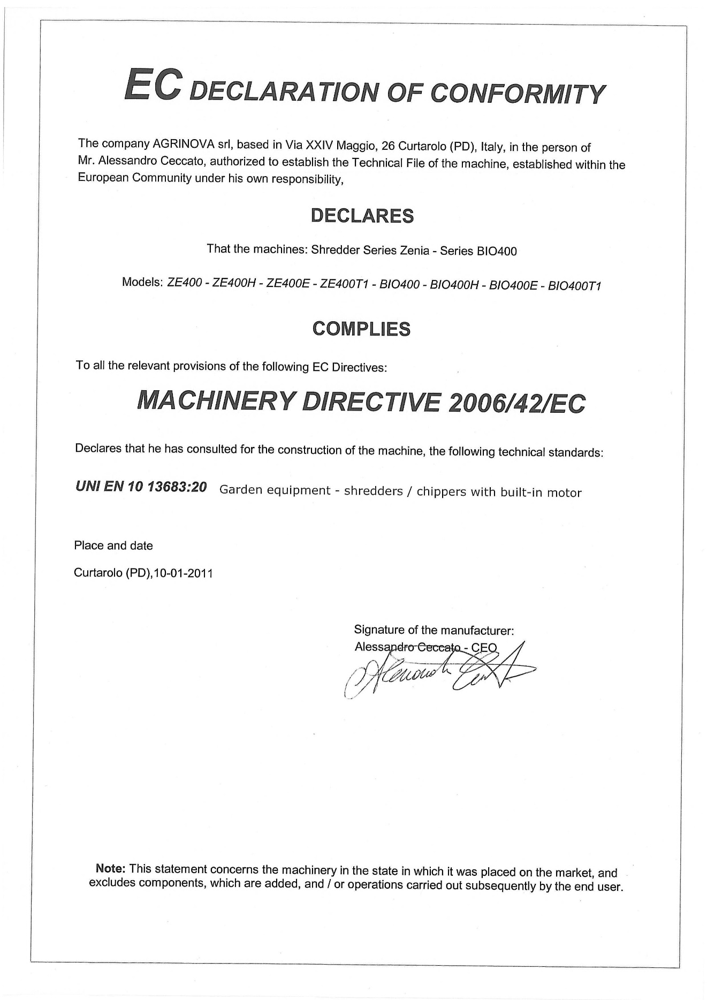 EC DECLARATION OF CONFORMITY
The company AGRINOVA srl, based in Via XXIV Maggio, 26 Curtarolo (PD), Italy, in the person of
Mr. Alessandro Ceccato, authorized to establish the Technical File of the machine, established within the
European Community under his own responsibility,
DECLARES
That the machines: Shredder Series Zenia - Series BIO400
Models: ZE400 - ZE400H - ZE400E - ZE400T1 - BIO400 - BIO400H - BIO400E - BIO400T1
COMPLIES
To all the relevant provisions of the following EC Directives:
MACHINERY DIRECTIVE 2006/42/EC
Declares that he has consulted for the construction of the machine, the following technical standards:
UNI EN 10 13683:20 Garden equipment - shredders / chippers with built-in motor
Place and date
Curtarolo (PD),10-01-2011
Signature of the manufacturer:
Alessandro Ceccato - CEO
Note: This statement concerns the machinery in the state in which it was placed on the market, and
excludes components, which are added, and / or operations carried out subsequently by the end user.